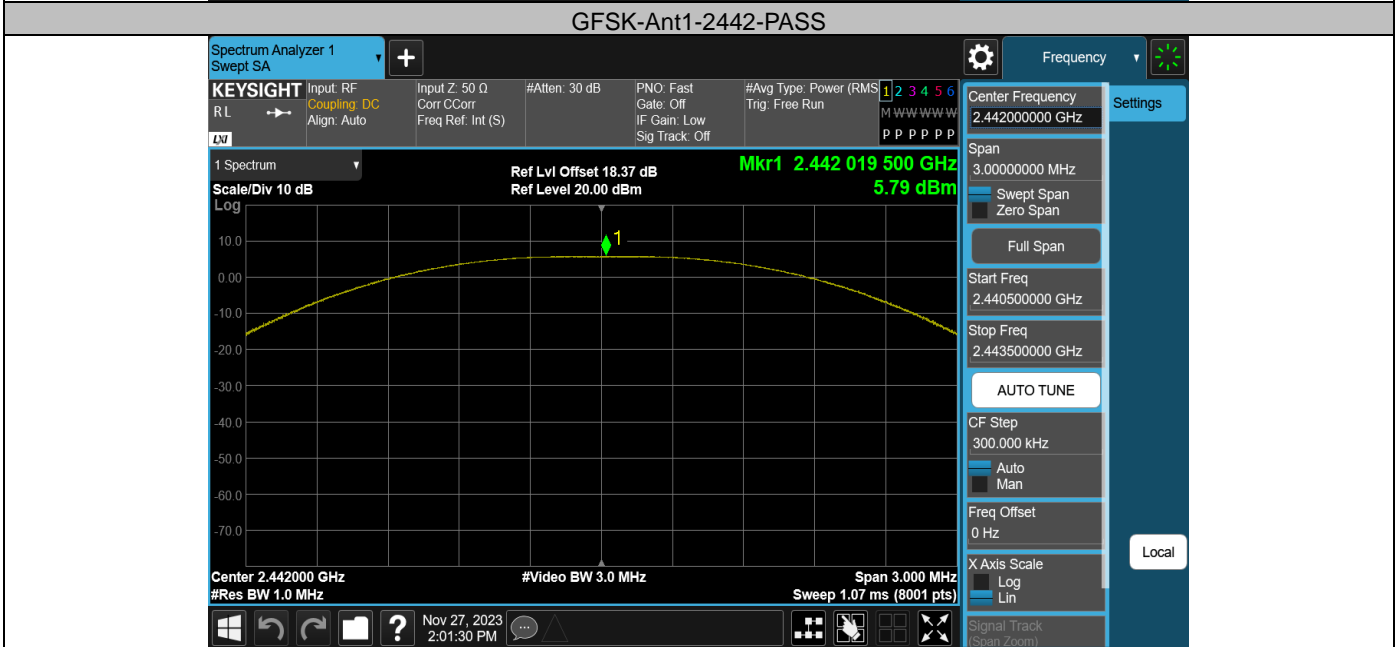 GFSK-Ant1-2442-PASS
Spectrum Analyzer 1
Swept SA
Frequency
KEYSIGHT
R L
LXI
Input: RF
Coupling: DC
Align: Auto
Input Z: 50 Ω
Corr CCorr
Freq Ref: Int (S)
#Atten: 30 dB
PNO: Fast
Gate: Off
IF Gain: Low
Sig Track: Off
#Avg Type: Power (RMS
Trig: Free Run
1 2 3 4 5 6
M W W W W W
P P P P P P
Center Frequency
2.442000000 GHz
Settings
1 Spectrum
Ref Lvl Offset 18.37 dB
Mkr1 2.442 019 500 GHz
Scale/Div 10 dB
Ref Level 20.00 dBm
5.79 dBm
Span
3.00000000 MHz
Swept Span
Zero Span
Log
1
10.0
0.00
-10.0
-20.0
-30.0
-40.0
-50.0
-60.0
-70.0
Full Span
Start Freq
2.440500000 GHz
Stop Freq
2.443500000 GHz
AUTO TUNE
CF Step
300.000 kHz
Auto
Man
Freq Offset
0 Hz
Local
X Axis Scale
Log
Lin
Signal Track
(Span Zoom)
Center 2.442000 GHz
#Video BW 3.0 MHz
Span 3.000 MHz
#Res BW 1.0 MHz
Sweep 1.07 ms (8001 pts)
?
Nov 27, 2023
2:01:30 PM